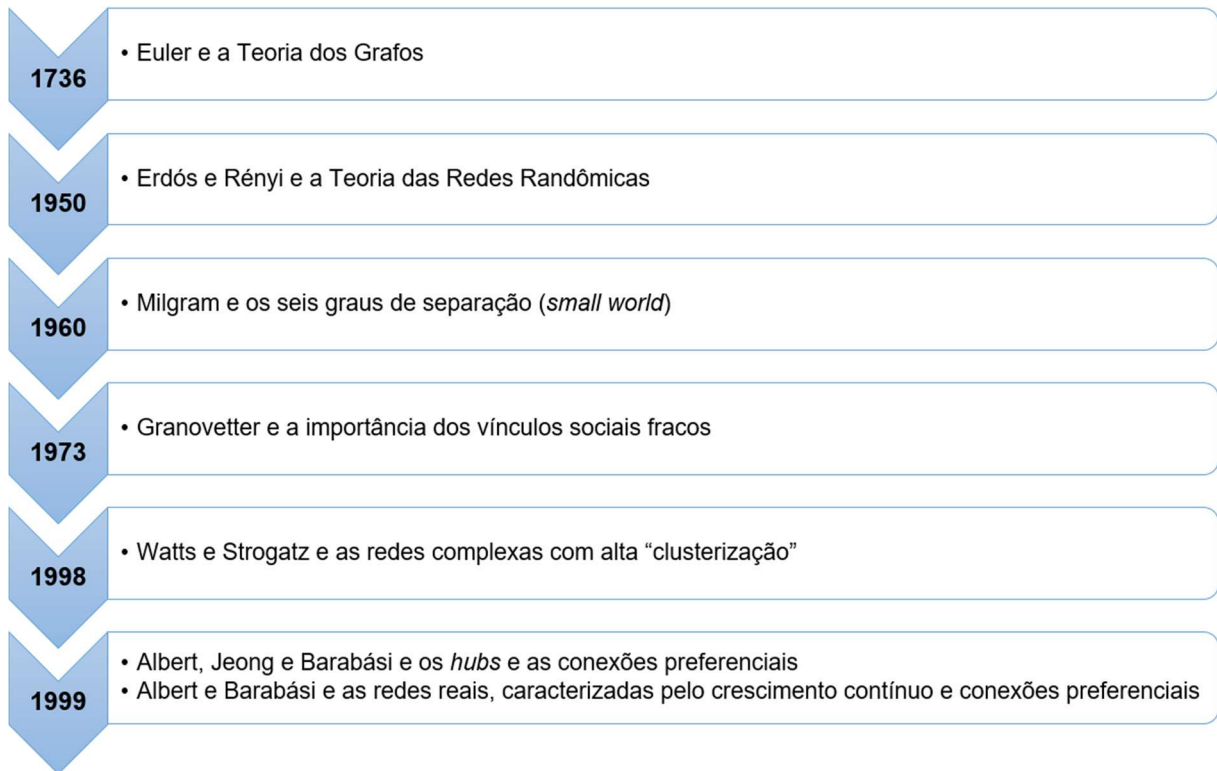 1736
• Euler e a Teoria dos Grafos
1950
• Erdós e Rényi e a Teoria das Redes Randômicas
1960
• Milgram e os seis graus de separação (small world)
1973
• Granovetter e a importância dos vínculos sociais fracos
1998
• Watts e Strogatz e as redes complexas com alta “clusterização”
1999
• Albert, Jeong e Barabási e os hubs e as conexões preferenciais
• Albert e Barabási e as redes reais, caracterizadas pelo crescimento contínuo e conexões preferenciais